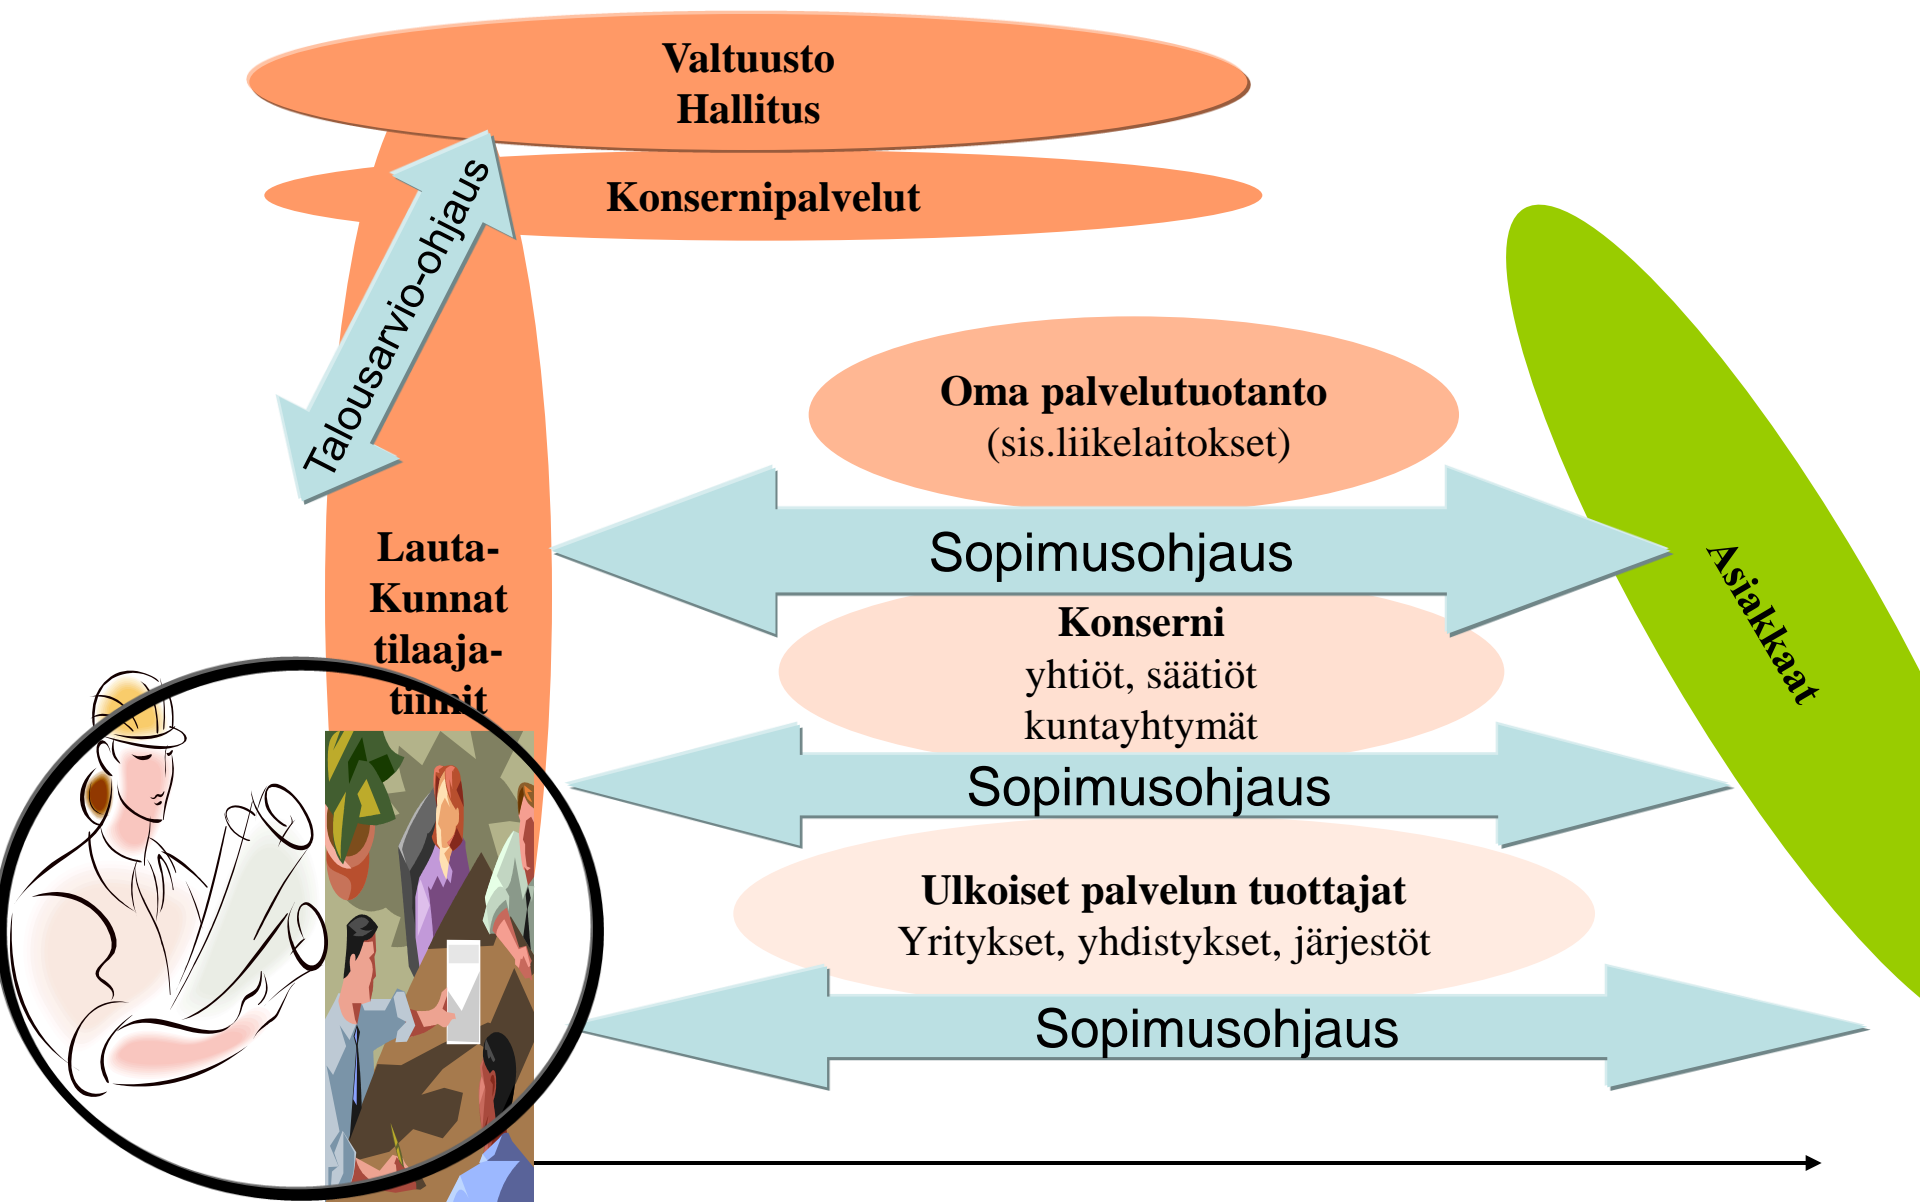 Valtuusto
Hallitus
Konsernipalvelut
Talousarvio-ohjaus
Oma palvelutuotanto
(sis.liikelaitokset)
Sopimusohjaus
Lauta-
Kunnat
tilaaja-
tiimit
Konserni
yhtiöt, säätiöt
kuntayhtymät
Asiakkaat
Sopimusohjaus
Ulkoiset palvelun tuottajat
Yritykset, yhdistykset, järjestöt
Sopimusohjaus